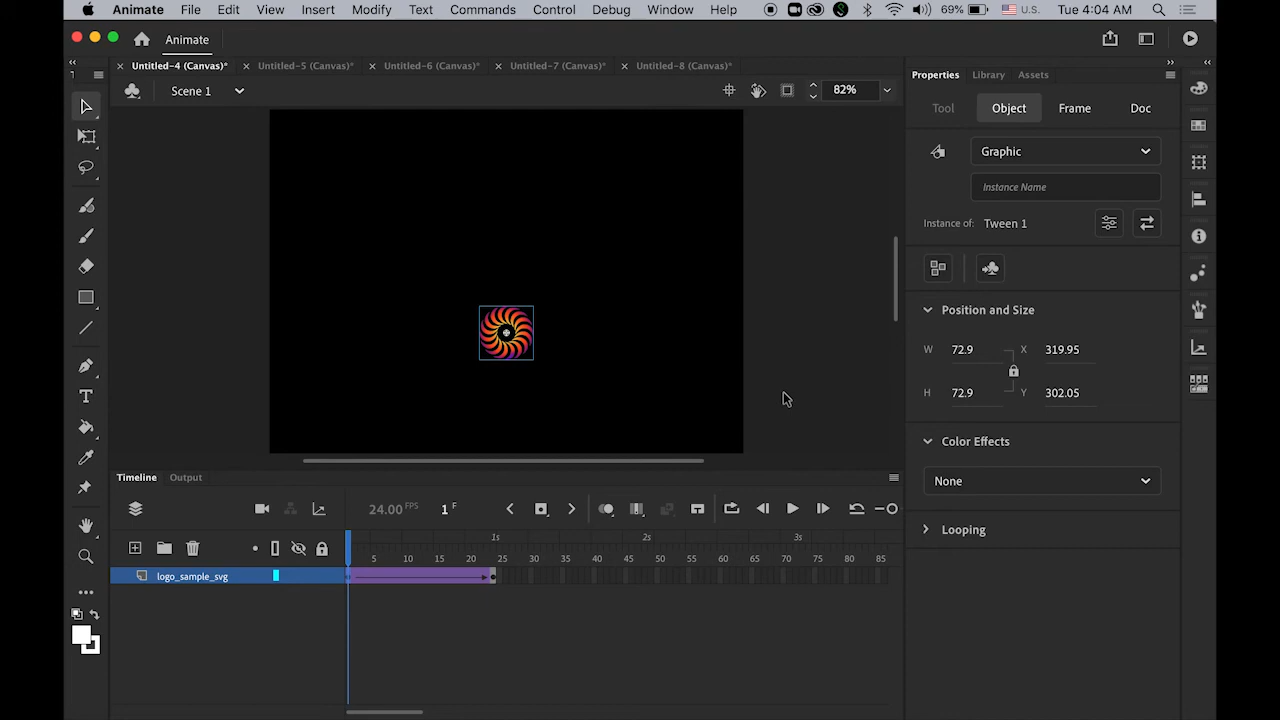 Animate File Edit View Insert Modify Text Commands Control Debug Window Help 69% U.S. Tue 4:04 AM
Animate
Untitled-4 (Canvas)* Untitled-5 (Canvas)* Untitled-6 (Canvas)* Untitled-7 (Canvas)* Untitled-8 (Canvas)*
Scene 1 82%
Properties Library Assets
Tool Object Frame Doc
Graphic
Instance Name
Instance of: Tween 1
Position and Size
W 72.9 X 319.95
H 72.9 Y 302.05
Color Effects
None
Looping
Timeline Output
24.00 FPS 1 F
1s 2s 3s
5 10 15 20 25 30 35 40 45 50 55 60 65 70 75 80 85
logo_sample_svg